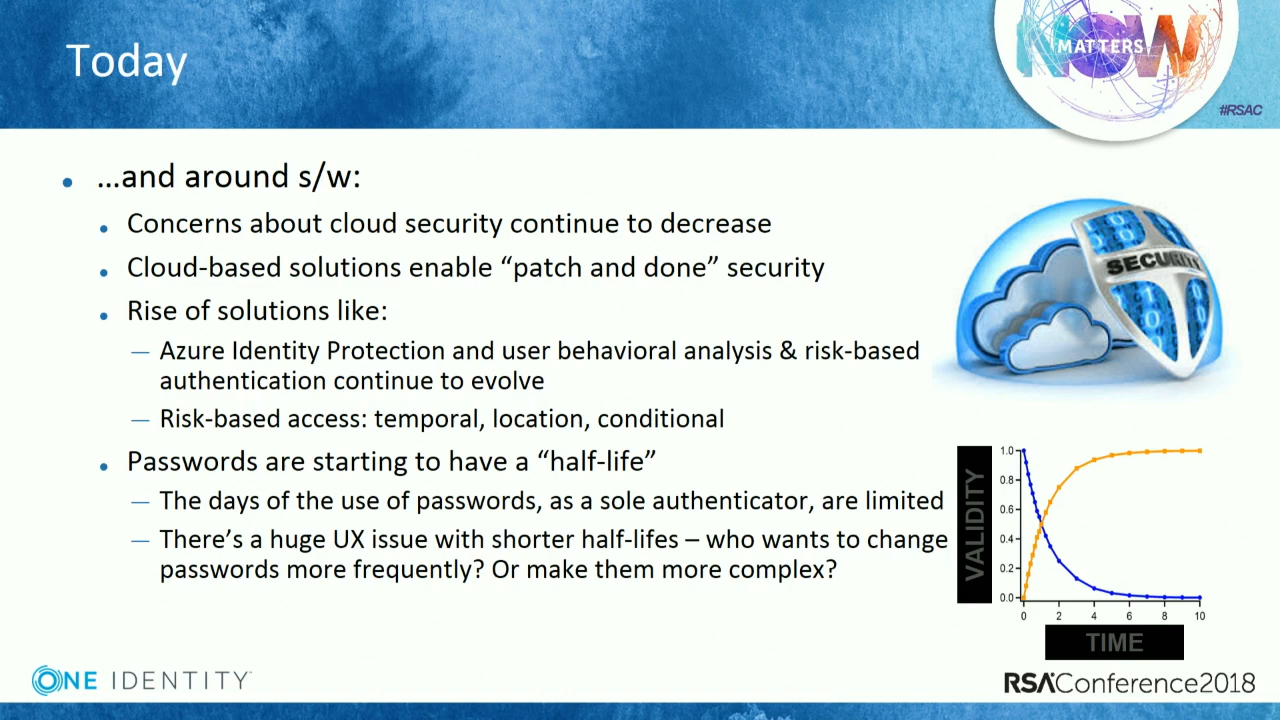 Today
NOW
MATTERS
#RSAC
...and around s/w:
Concerns about cloud security continue to decrease
Cloud-based solutions enable “patch and done” security
Rise of solutions like:
— Azure Identity Protection and user behavioral analysis & risk-based
authentication continue to evolve
— Risk-based access: temporal, location, conditional
Passwords are starting to have a “half-life”
— The days of the use of passwords, as a sole authenticator, are limited
— There’s a huge UX issue with shorter half-lifes – who wants to change
passwords more frequently? Or make them more complex?
SECURITY
VALIDITY
1.0
0.8
0.6
0.4
0.2
0.0
0 2 4 6 8 10
TIME
ONE IDENTITY
RSAConference2018